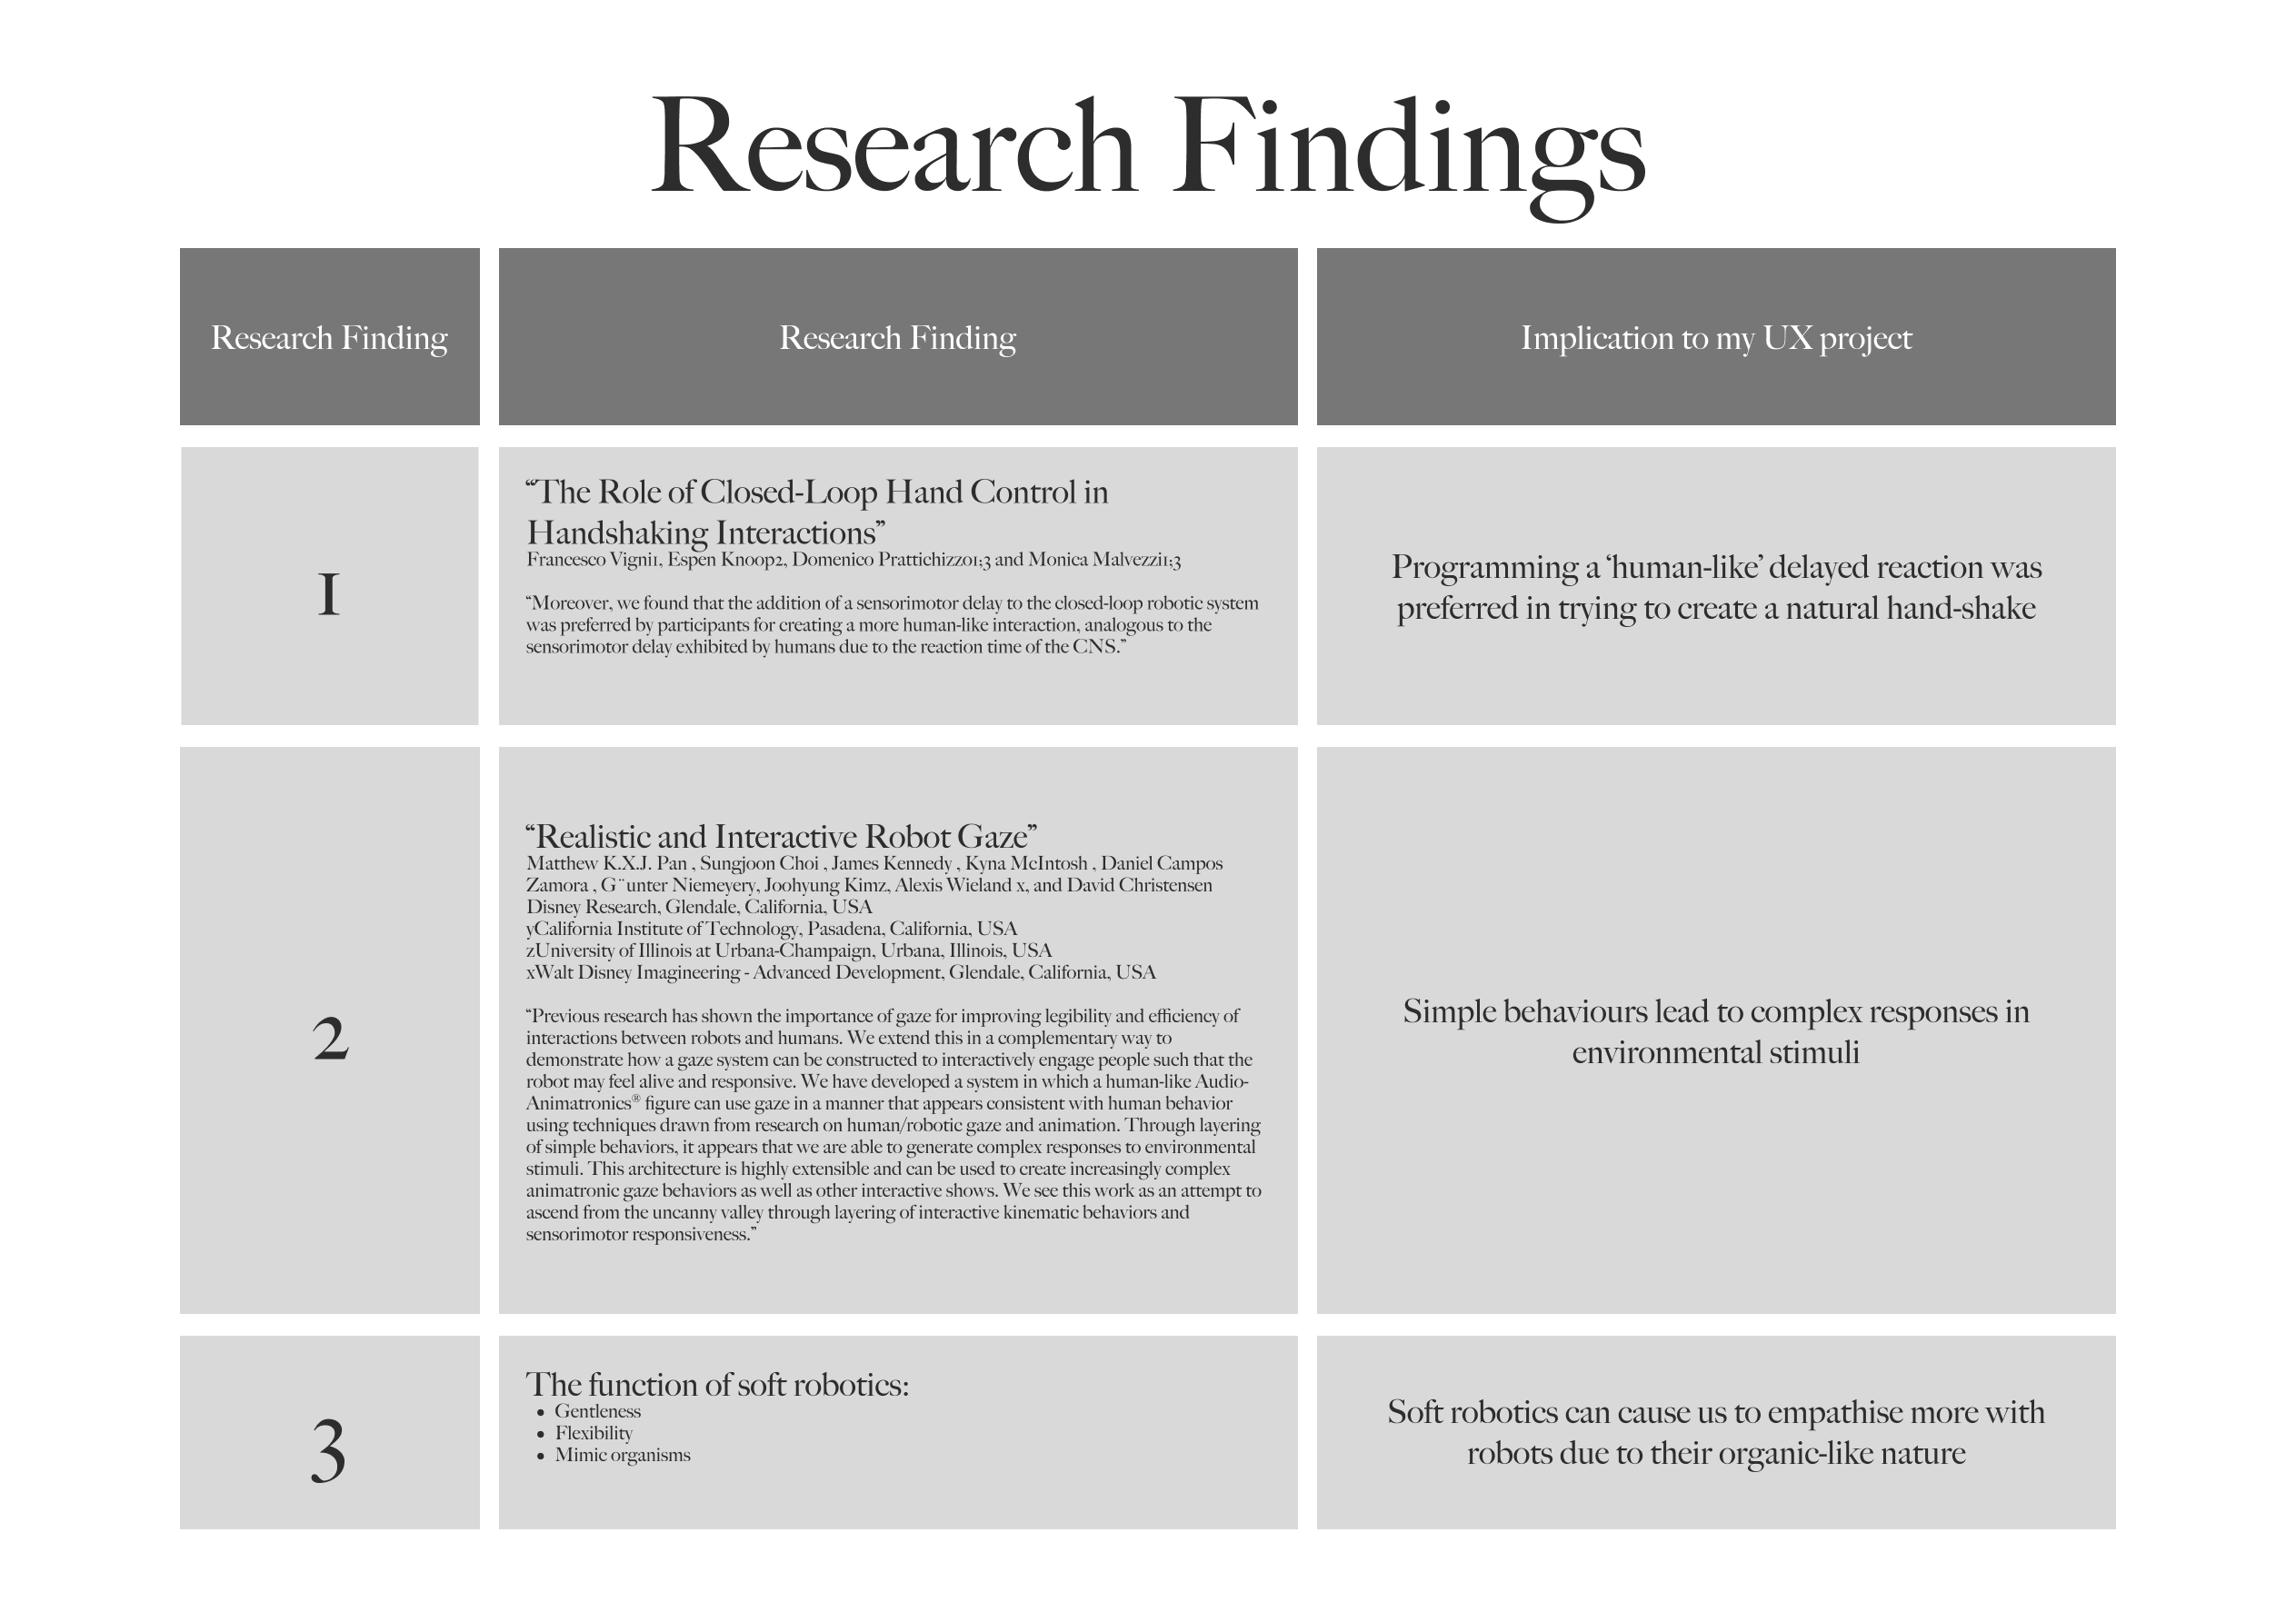 Research Findings
Research Finding
Research Finding
Implication to my UX project
1
“The Role of Closed-Loop Hand Control in
Handshaking Interactions”
Francesco Vigni1, Espen Knoop2, Domenico Prattichizzo1;3 and Monica Malvezzi1;3
“Moreover, we found that the addition of a sensorimotor delay to the closed-loop robotic system
was preferred by participants for creating a more human-like interaction, analogous to the
sensorimotor delay exhibited by humans due to the reaction time of the CNS.”
Programming a ‘human-like’ delayed reaction was
preferred in trying to create a natural hand-shake
2
“Realistic and Interactive Robot Gaze”
Matthew K.X.J. Pan , Sungjoon Choi , James Kennedy , Kyna McIntosh , Daniel Campos
Zamora , G¨unter Niemeyery, Joohyung Kimz, Alexis Wieland x, and David Christensen
Disney Research, Glendale, California, USA
yCalifornia Institute of Technology, Pasadena, California, USA
zUniversity of Illinois at Urbana-Champaign, Urbana, Illinois, USA
xWalt Disney Imagineering - Advanced Development, Glendale, California, USA
“Previous research has shown the importance of gaze for improving legibility and efficiency of
interactions between robots and humans. We extend this in a complementary way to
demonstrate how a gaze system can be constructed to interactively engage people such that the
robot may feel alive and responsive. We have developed a system in which a human-like Audio-
Animatronics® figure can use gaze in a manner that appears consistent with human behavior
using techniques drawn from research on human/robotic gaze and animation. Through layering
of simple behaviors, it appears that we are able to generate complex responses to environmental
stimuli. This architecture is highly extensible and can be used to create increasingly complex
animatronic gaze behaviors as well as other interactive shows. We see this work as an attempt to
ascend from the uncanny valley through layering of interactive kinematic behaviors and
sensorimotor responsiveness.”
Simple behaviours lead to complex responses in
environmental stimuli
3
The function of soft robotics:
• Gentleness
• Flexibility
• Mimic organisms
Soft robotics can cause us to empathise more with
robots due to their organic-like nature